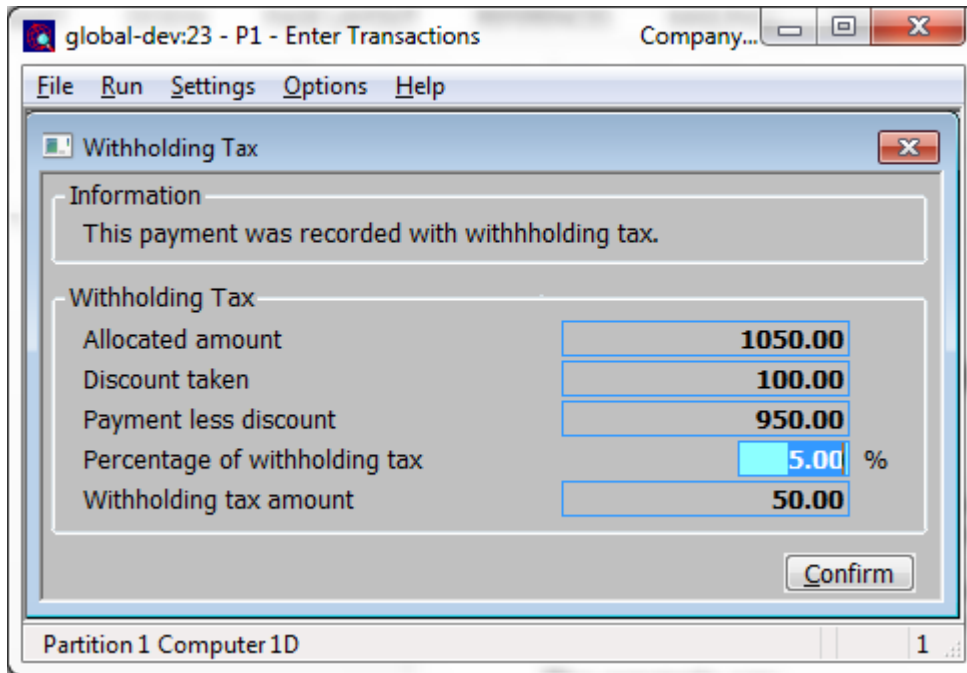 global-dev:23 - P1 - Enter Transactions Company...
File Run Settings Options Help
Withholding Tax
Information
This payment was recorded with withhholding tax.
Withholding Tax
Allocated amount 1050.00
Discount taken 100.00
Payment less discount 950.00
Percentage of withholding tax 5.00 %
Withholding tax amount 50.00
Confirm
Partition 1 Computer 1D 1